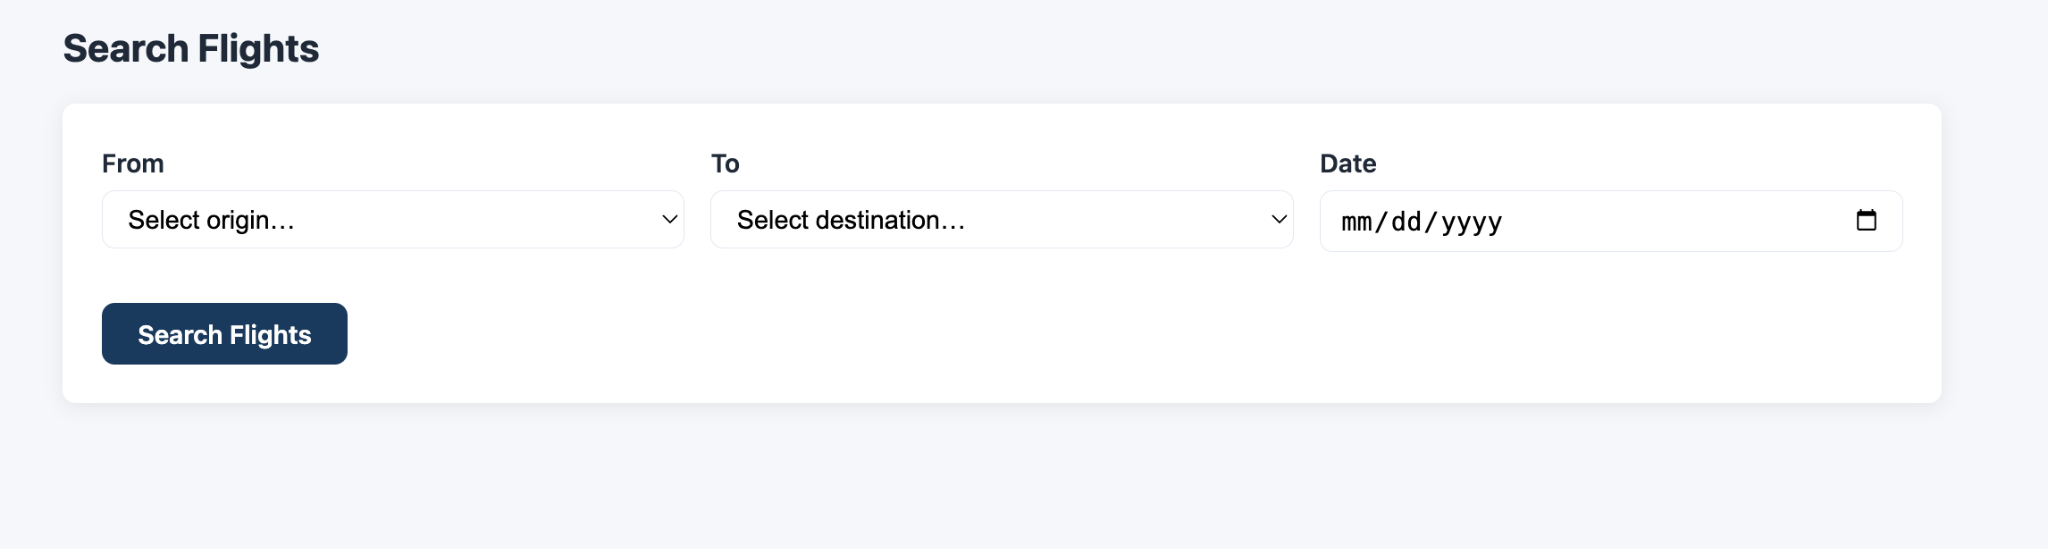 Search Flights
From
To
Date
Select origin...
Select destination...
mm/dd/yyyy
Search Flights